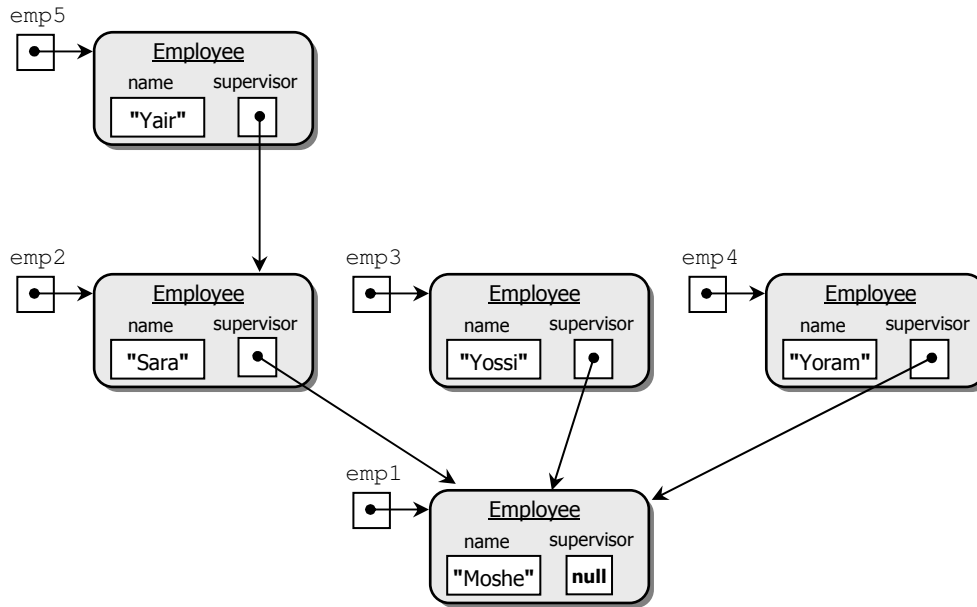 emp5
Employee
name supervisor
"Yair"
emp2 emp3 emp4
Employee Employee Employee
name supervisor name supervisor name supervisor
"Sara" "Yossi" "Yoram"
emp1
Employee
name supervisor
"Moshe" null